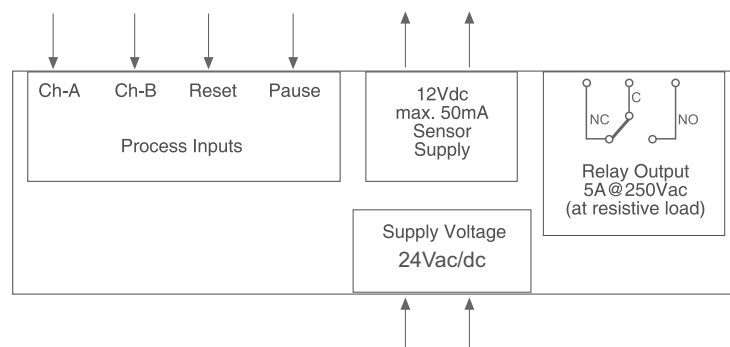 Ch-A Ch-B Reset Pause
Process Inputs
12Vdc
max. 50mA
Sensor
Supply
C
NC NO
Relay Output
5A@250Vac
(at resistive load)
Supply Voltage
24Vac/dc